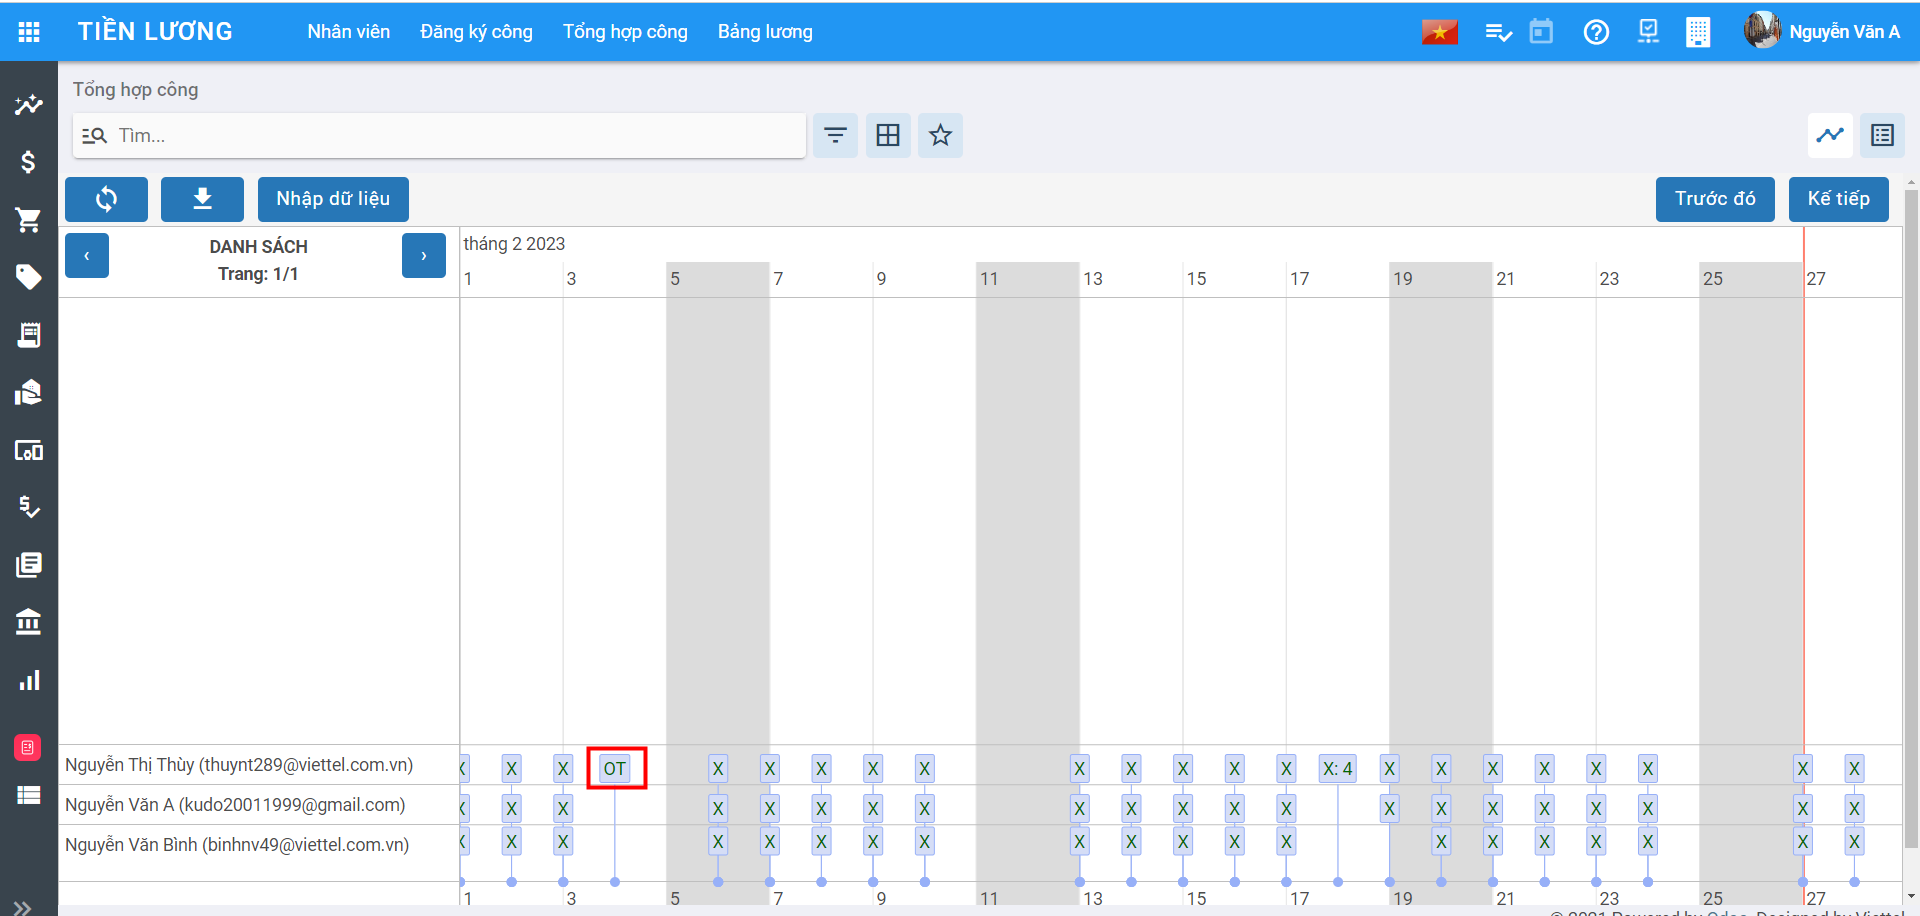 TIỀN LƯƠNG Nhân viên Đăng ký công Tổng hợp công Bảng lương Nguyễn Văn A
Tổng hợp công
Tìm...
Nhập dữ liệu Trước đó Kế tiếp
‹ DANH SÁCH › tháng 2 2023
Trang: 1/1
1 3 5 7 9 11 13 15 17 19 21 23 25 27
Nguyễn Thị Thùy (thuynt289@viettel.com.vn) X X X OT X X X X X X X X X X X: 4 X X X X X X X X
Nguyễn Văn A (kudo20011999@gmail.com) X X X X X X X X X X X X X X X X X X X X X
Nguyễn Văn Bình (binhnv49@viettel.com.vn) X X X X X X X X X X X X X X X X X X X X
1 3 5 7 9 11 13 15 17 19 21 23 25 27
© 2021 Powered by Odoo. Designed by Viettel